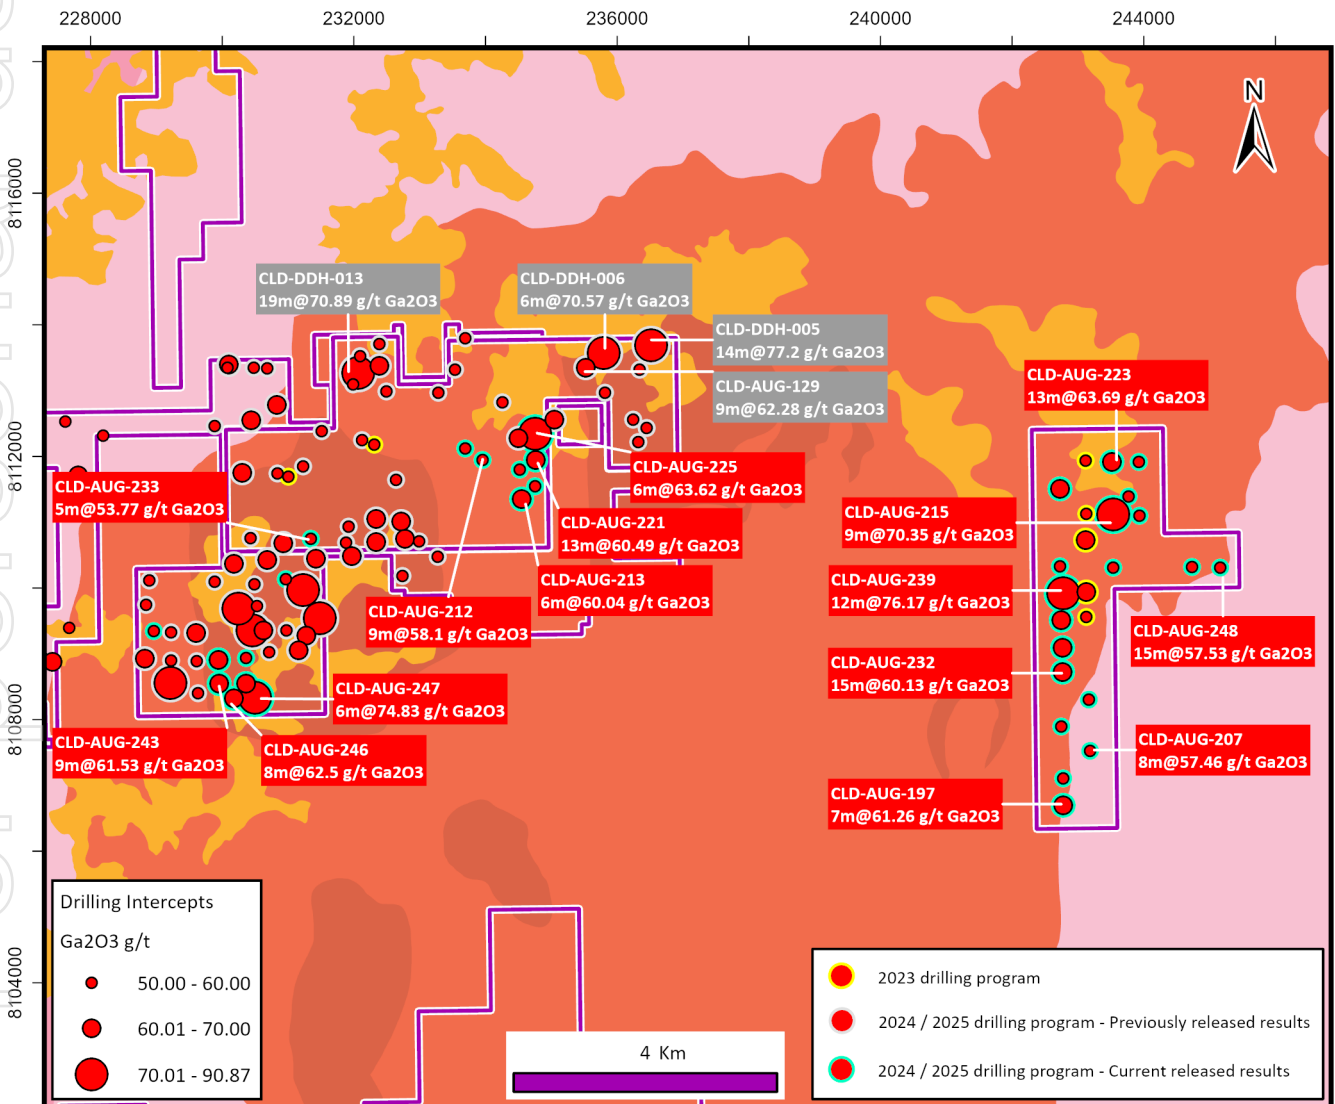 228000
232000
236000
240000
244000
N
8116000
8112000
8108000
8104000
CLD-DDH-013
19m@70.89 g/t Ga2O3
CLD-DDH-006
6m@70.57 g/t Ga2O3
CLD-DDH-005
14m@77.2 g/t Ga2O3
CLD-AUG-129
9m@62.28 g/t Ga2O3
CLD-AUG-223
13m@63.69 g/t Ga2O3
CLD-AUG-225
6m@63.62 g/t Ga2O3
CLD-AUG-233
5m@53.77 g/t Ga2O3
CLD-AUG-221
13m@60.49 g/t Ga2O3
CLD-AUG-215
9m@70.35 g/t Ga2O3
CLD-AUG-213
6m@60.04 g/t Ga2O3
CLD-AUG-239
12m@76.17 g/t Ga2O3
CLD-AUG-212
9m@58.1 g/t Ga2O3
CLD-AUG-248
15m@57.53 g/t Ga2O3
CLD-AUG-232
15m@60.13 g/t Ga2O3
CLD-AUG-247
6m@74.83 g/t Ga2O3
CLD-AUG-243
9m@61.53 g/t Ga2O3
CLD-AUG-246
8m@62.5 g/t Ga2O3
CLD-AUG-207
8m@57.46 g/t Ga2O3
CLD-AUG-197
7m@61.26 g/t Ga2O3
Drilling Intercepts
Ga2O3 g/t
50.00 - 60.00
60.01 - 70.00
70.01 - 90.87
4 Km
2023 drilling program
2024 / 2025 drilling program - Previously released results
2024 / 2025 drilling program - Current released results